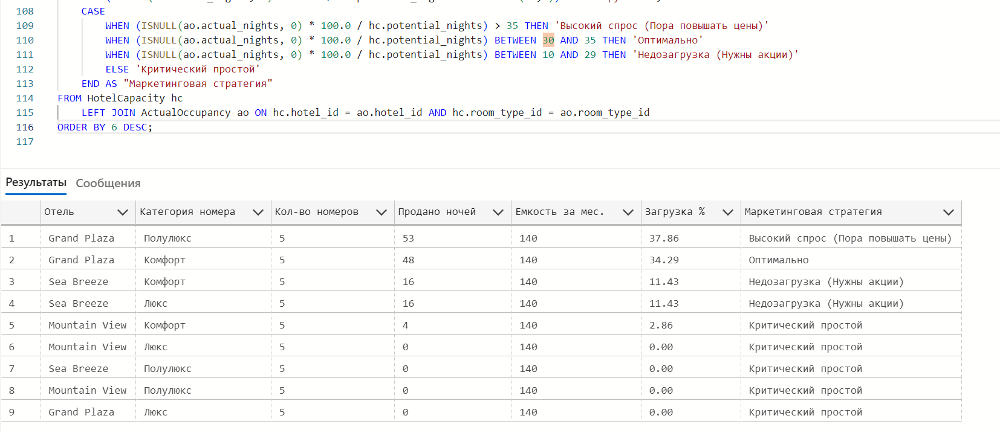 108 CASE
109 WHEN (ISNULL(ao.actual_nights, 0) * 100.0 / hc.potential_nights) > 35 THEN 'Высокий спрос (Пора повышать цены)'
110 WHEN (ISNULL(ao.actual_nights, 0) * 100.0 / hc.potential_nights) BETWEEN 30 AND 35 THEN 'Оптимально'
111 WHEN (ISNULL(ao.actual_nights, 0) * 100.0 / hc.potential_nights) BETWEEN 10 AND 29 THEN 'Недозагрузка (Нужны акции)'
112 ELSE 'Критический простой'
113 END AS "Маркетинговая стратегия"
114 FROM HotelCapacity hc
115 LEFT JOIN ActualOccupancy ao ON hc.hotel_id = ao.hotel_id AND hc.room_type_id = ao.room_type_id
116 ORDER BY 6 DESC;
117
Результаты Сообщения
Отель Категория номера Кол-во номеров Продано ночей Емкость за мес. Загрузка % Маркетинговая стратегия
1 Grand Plaza Полулюкс 5 53 140 37.86 Высокий спрос (Пора повышать цены)
2 Grand Plaza Комфорт 5 48 140 34.29 Оптимально
3 Sea Breeze Комфорт 5 16 140 11.43 Недозагрузка (Нужны акции)
4 Sea Breeze Люкс 5 16 140 11.43 Недозагрузка (Нужны акции)
5 Mountain View Комфорт 5 4 140 2.86 Критический простой
6 Mountain View Люкс 5 0 140 0.00 Критический простой
7 Sea Breeze Полулюкс 5 0 140 0.00 Критический простой
8 Mountain View Полулюкс 5 0 140 0.00 Критический простой
9 Grand Plaza Люкс 5 0 140 0.00 Критический простой